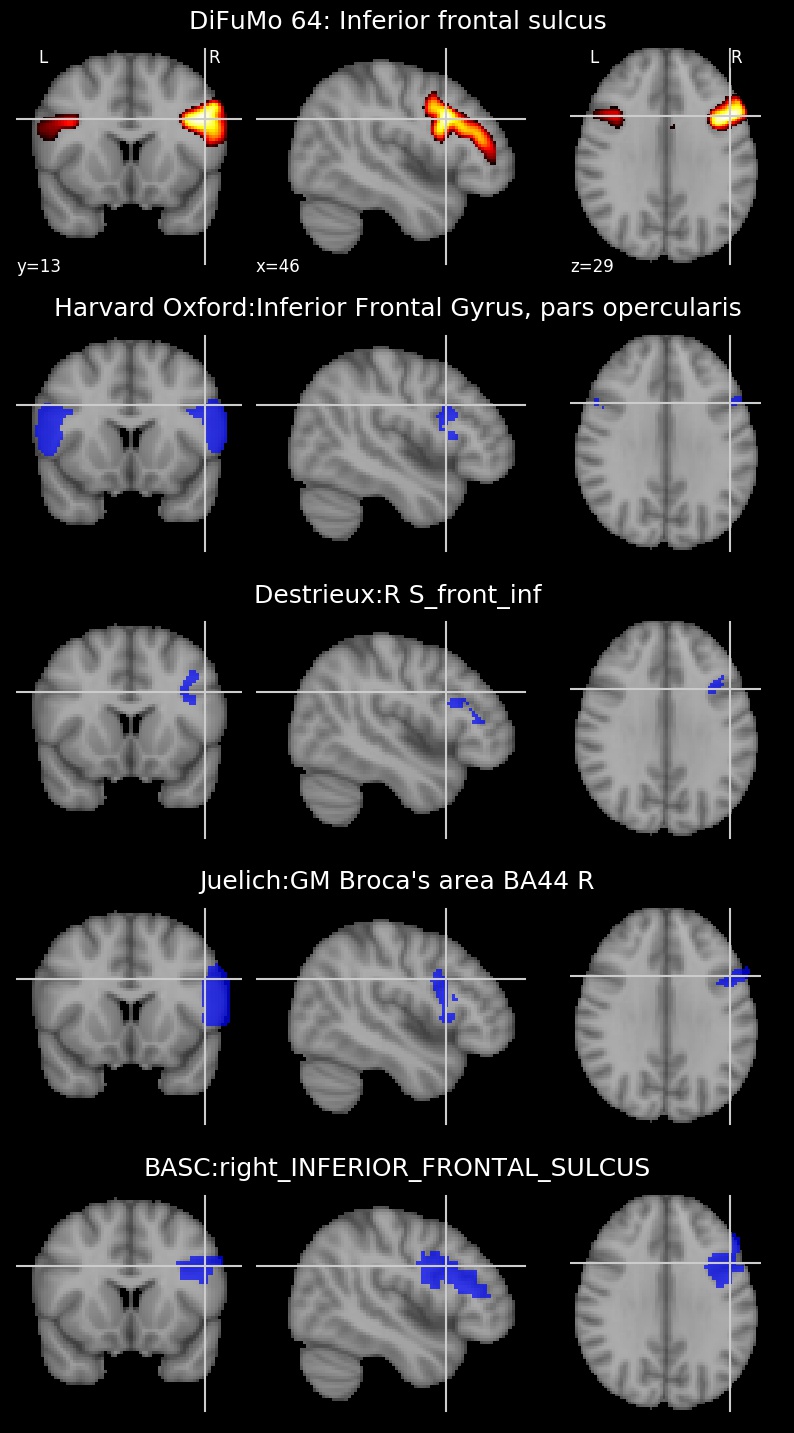 DiFuMo 64: Inferior frontal sulcus
L R L R
y=13 x=46 z=29
Harvard Oxford:Inferior Frontal Gyrus, pars opercularis
Destrieux:R S_front_inf
Juelich:GM Broca's area BA44 R
BASC:right_INFERIOR_FRONTAL_SULCUS